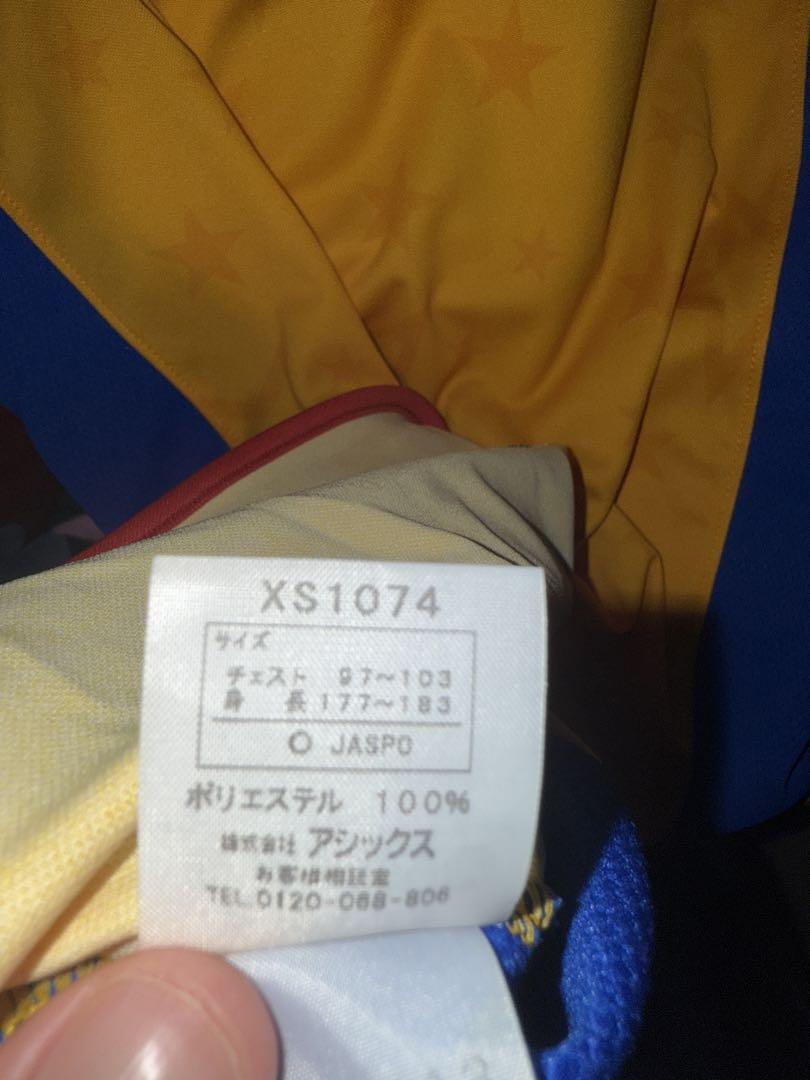 XS1074
サイズ
チェスト 97～103
身 長 177～183
○ JASPO
ポリエステル 100%
株式会社 アシックス
お客様相談室
TEL.0120-068-806